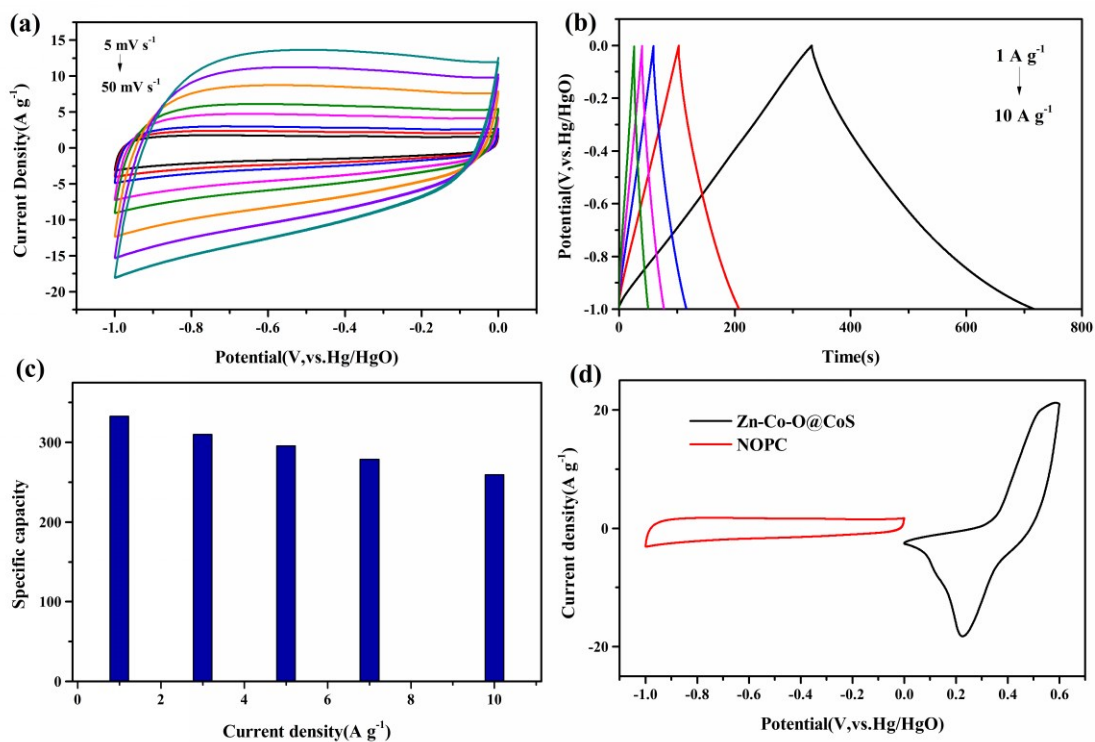 (a)
5 mV s⁻¹
50 mV s⁻¹
Current Density(A g⁻¹)
15
10
5
0
-5
-10
-15
-20
-1.0
-0.8
-0.6
-0.4
-0.2
0.0
Potential(V,vs.Hg/HgO)
(b)
1 A g⁻¹
10 A g⁻¹
Potential(V,vs.Hg/HgO)
0.0
-0.2
-0.4
-0.6
-0.8
-1.0
0
200
400
600
800
Time(s)
(c)
Specific capacity
300
200
100
0
0
2
4
6
8
10
Current density(A g⁻¹)
(d)
Zn-Co-O@CoS
NOPC
Current density(A g⁻¹)
20
0
-20
-1.0
-0.8
-0.6
-0.4
-0.2
0.0
0.2
0.4
0.6
Potential(V,vs.Hg/HgO)